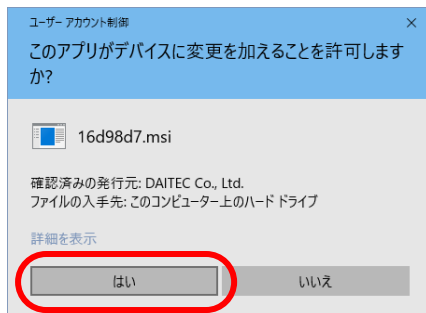 ユーザー アカウント制御
このアプリがデバイスに変更を加えることを許可します
か?
16d98d7.msi
確認済みの発行元: DAITEC Co., Ltd.
ファイルの入手先: このコンピューター上のハード ドライブ
詳細を表示
はい
いいえ